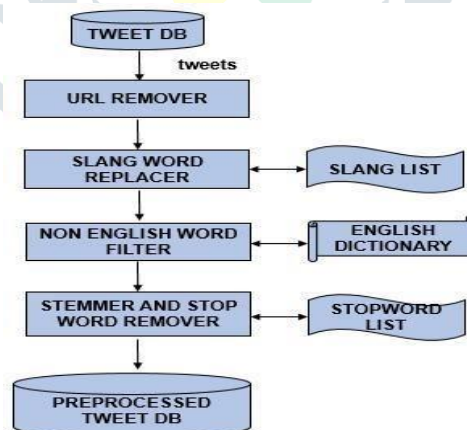 TWEET DB
tweets
URL REMOVER
SLANG WORD
REPLACER
SLANG LIST
NON ENGLISH WORD
FILTER
ENGLISH
DICTIONARY
STEMMER AND STOP
WORD REMOVER
STOPWORD
LIST
PREPROCESSED
TWEET DB